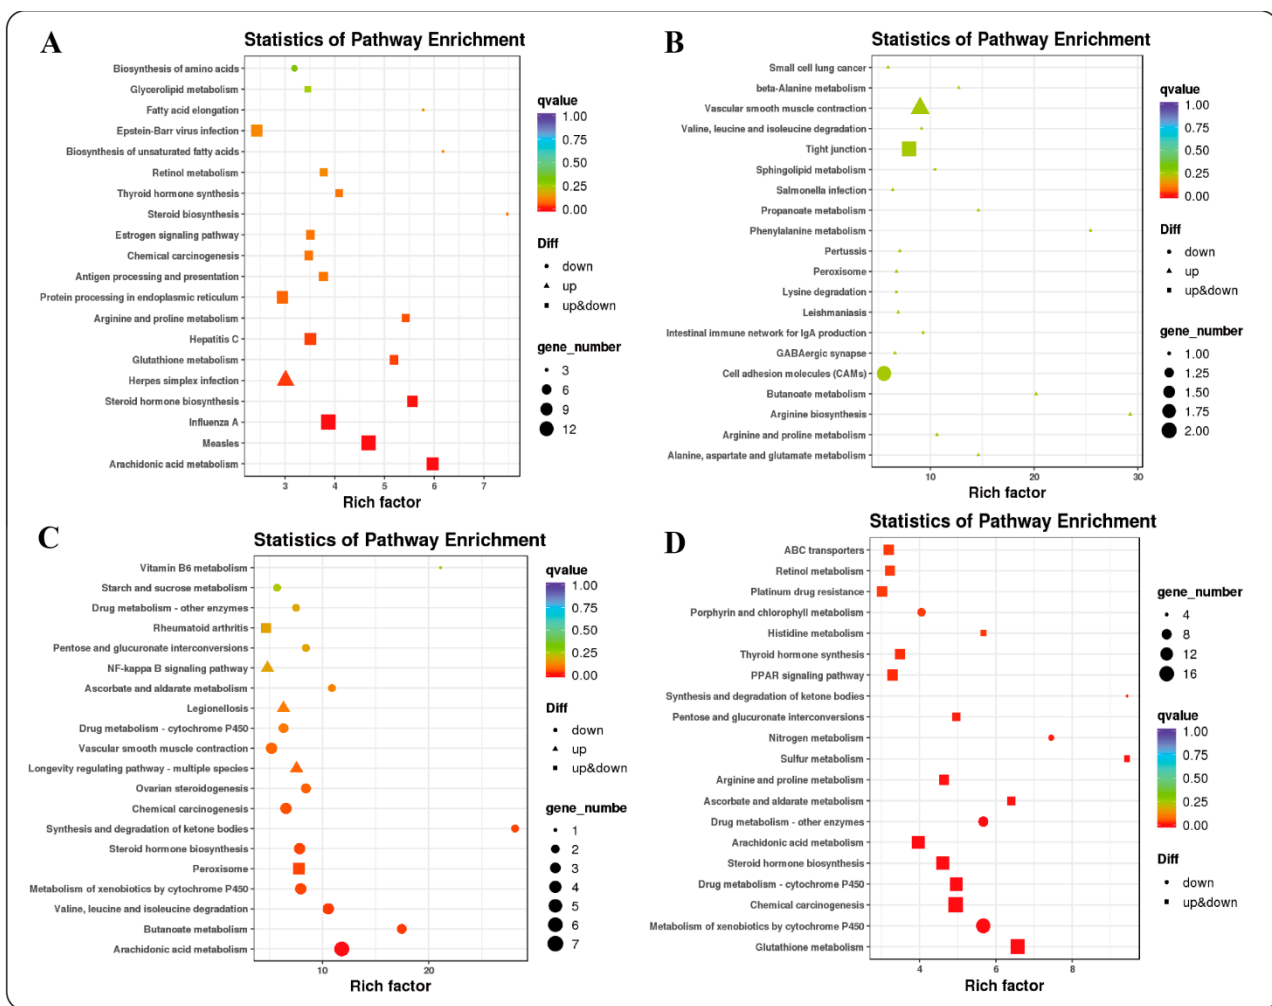 A
Statistics of Pathway Enrichment
Biosynthesis of amino acids
Glycerolipid metabolism
Fatty acid elongation
Epstein-Barr virus infection
Biosynthesis of unsaturated fatty acids
Retinol metabolism
Thyroid hormone synthesis
Steroid biosynthesis
Estrogen signaling pathway
Chemical carcinogenesis
Antigen processing and presentation
Protein processing in endoplasmic reticulum
Arginine and proline metabolism
Hepatitis C
Glutathione metabolism
Herpes simplex infection
Steroid hormone biosynthesis
Influenza A
Measles
Arachidonic acid metabolism
3 4 5 6 7
Rich factor
qvalue
1.00
0.75
0.50
0.25
0.00
Diff
down
up
up&down
gene_number
3
6
9
12
B
Statistics of Pathway Enrichment
Small cell lung cancer
beta-Alanine metabolism
Vascular smooth muscle contraction
Valine, leucine and isoleucine degradation
Tight junction
Sphingolipid metabolism
Salmonella infection
Propanoate metabolism
Phenylalanine metabolism
Pertussis
Peroxisome
Lysine degradation
Leishmaniasis
Intestinal immune network for IgA production
GABAergic synapse
Cell adhesion molecules (CAMs)
Butanoate metabolism
Arginine biosynthesis
Arginine and proline metabolism
Alanine, aspartate and glutamate metabolism
10 20 30
Rich factor
qvalue
1.00
0.75
0.50
0.25
0.00
Diff
down
up
up&down
gene_number
1.00
1.25
1.50
1.75
2.00
C
Statistics of Pathway Enrichment
Vitamin B6 metabolism
Starch and sucrose metabolism
Drug metabolism - other enzymes
Rheumatoid arthritis
Pentose and glucuronate interconversions
NF-kappa B signaling pathway
Ascorbate and aldarate metabolism
Legionellosis
Drug metabolism - cytochrome P450
Vascular smooth muscle contraction
Longevity regulating pathway - multiple species
Ovarian steroidogenesis
Chemical carcinogenesis
Synthesis and degradation of ketone bodies
Steroid hormone biosynthesis
Peroxisome
Metabolism of xenobiotics by cytochrome P450
Valine, leucine and isoleucine degradation
Butanoate metabolism
Arachidonic acid metabolism
10 20
Rich factor
qvalue
1.00
0.75
0.50
0.25
0.00
Diff
down
up
up&down
gene_numbe
1
2
3
4
5
6
7
D
Statistics of Pathway Enrichment
ABC transporters
Retinol metabolism
Platinum drug resistance
Porphyrin and chlorophyll metabolism
Histidine metabolism
Thyroid hormone synthesis
PPAR signaling pathway
Synthesis and degradation of ketone bodies
Pentose and glucuronate interconversions
Nitrogen metabolism
Sulfur metabolism
Arginine and proline metabolism
Ascorbate and aldarate metabolism
Drug metabolism - other enzymes
Arachidonic acid metabolism
Steroid hormone biosynthesis
Drug metabolism - cytochrome P450
Chemical carcinogenesis
Metabolism of xenobiotics by cytochrome P450
Glutathione metabolism
4 6 8
Rich factor
gene_number
4
8
12
16
qvalue
1.00
0.75
0.50
0.25
0.00
Diff
down
up&down